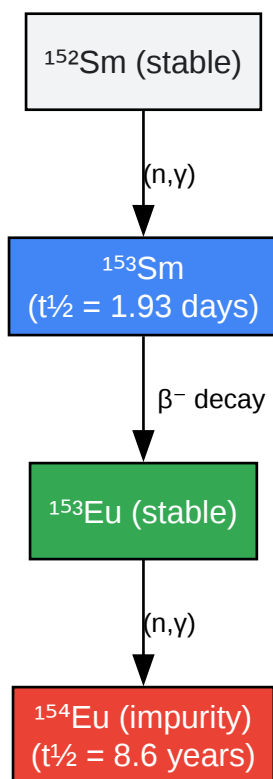 ¹⁵²Sm (stable)
(n,γ)
¹⁵³Sm
(t½ = 1.93 days)
β⁻ decay
¹⁵³Eu (stable)
(n,γ)
¹⁵⁴Eu (impurity)
(t½ = 8.6 years)